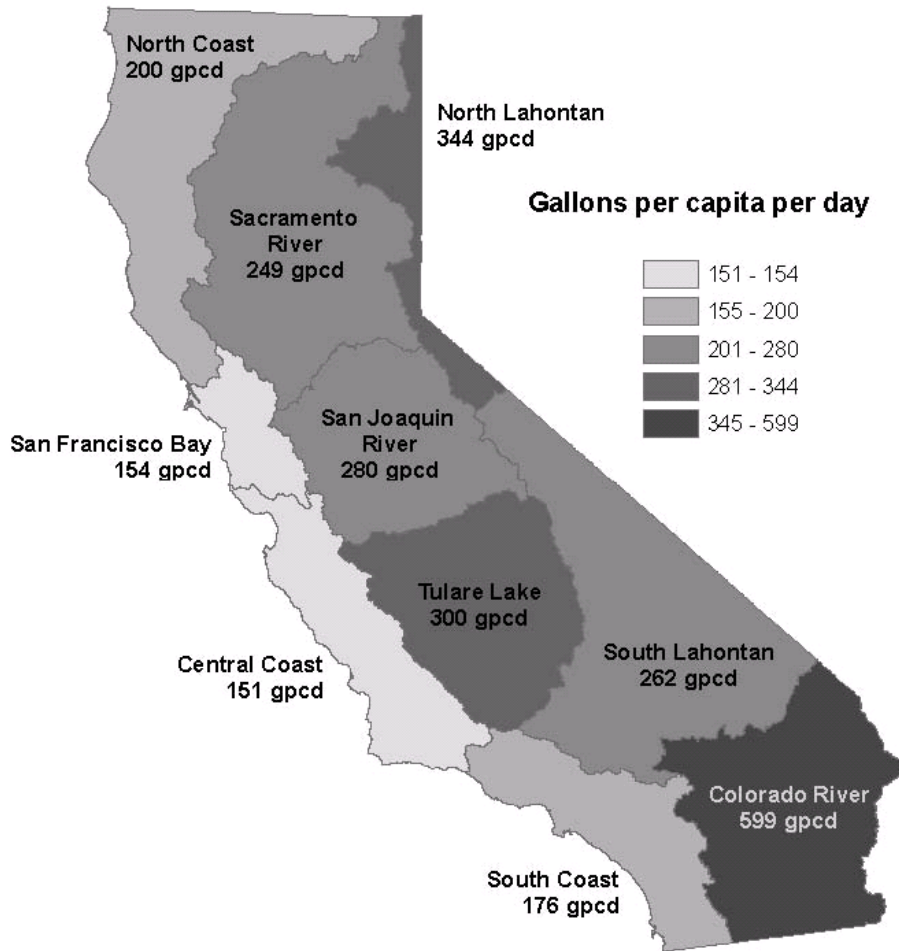 North Coast
200 gpcd
North Lahontan
344 gpcd
Gallons per capita per day
151 - 154
155 - 200
201 - 280
281 - 344
345 - 599
Sacramento
River
249 gpcd
San Joaquin
River
280 gpcd
San Francisco Bay
154 gpcd
Tulare Lake
300 gpcd
Central Coast
151 gpcd
South Lahontan
262 gpcd
Colorado River
599 gpcd
South Coast
176 gpcd